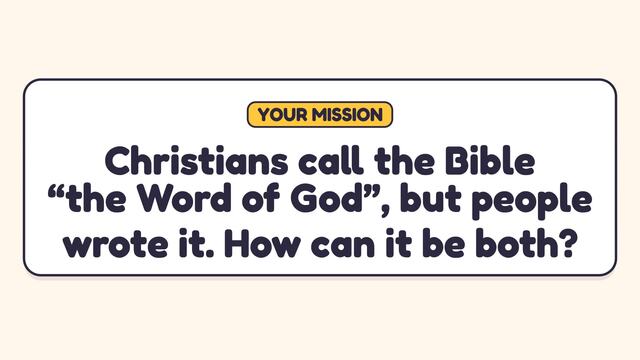 YOUR MISSION
Christians call the Bible
“the Word of God”, but people
wrote it. How can it be both?